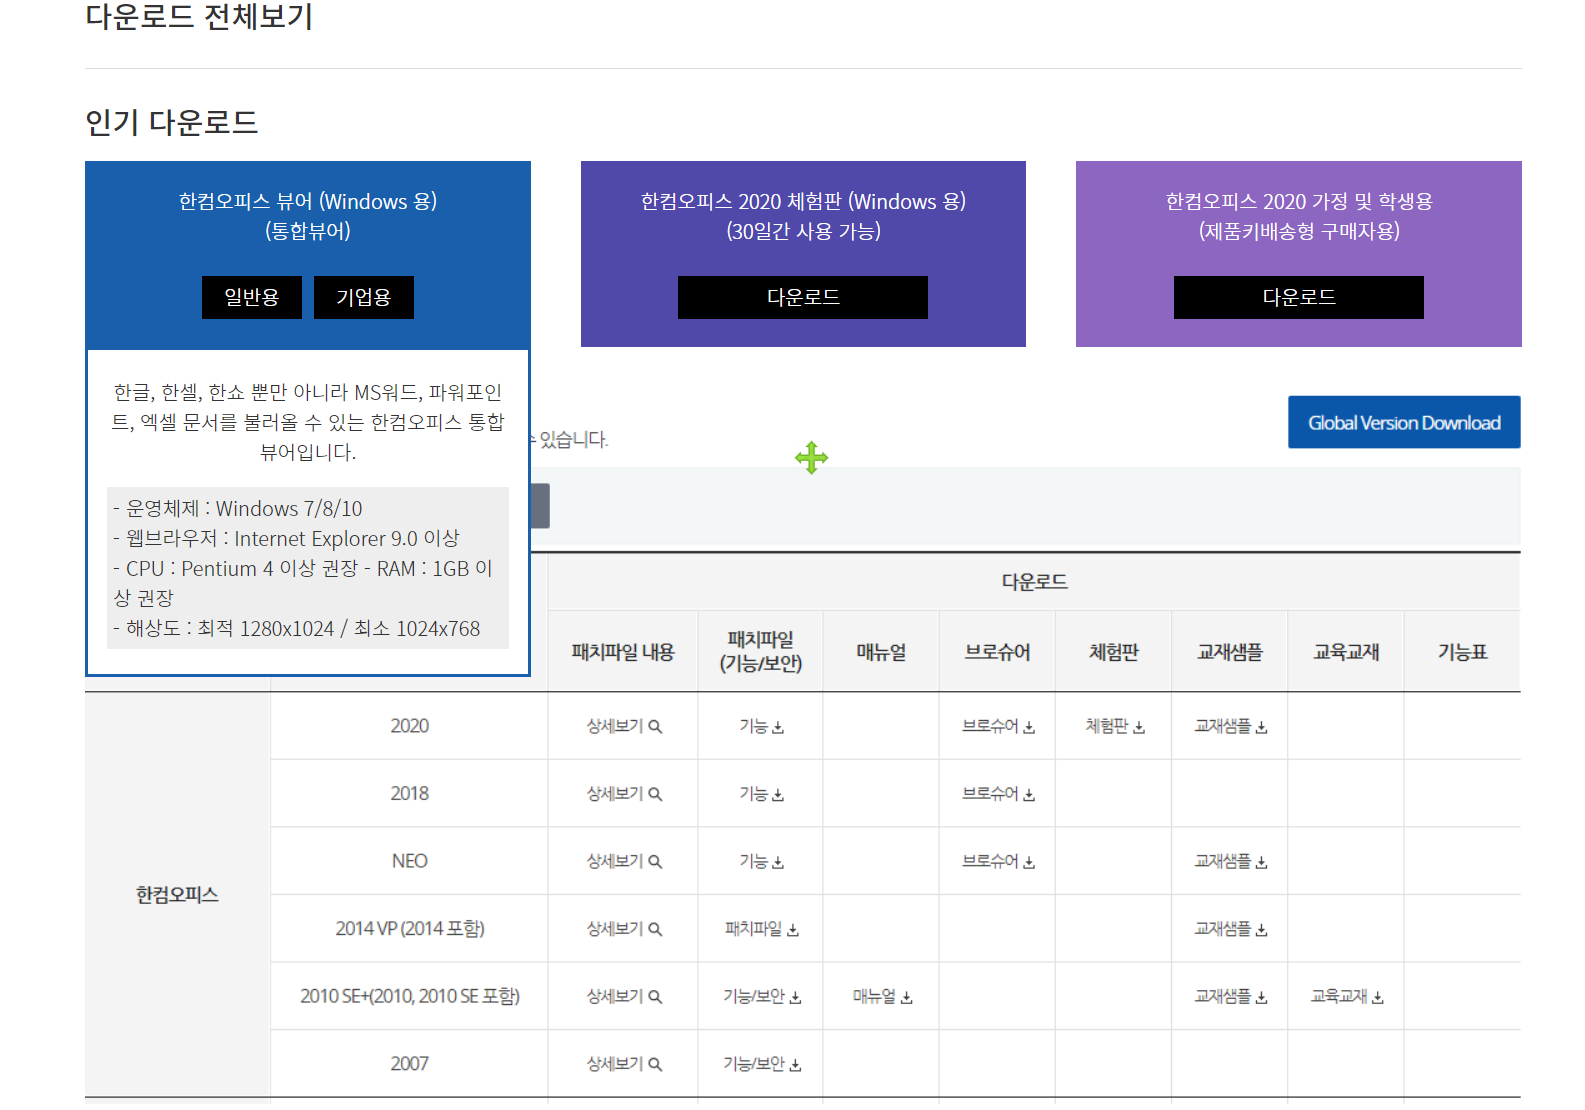 다운로드 전체보기
인기 다운로드
한컴오피스 뷰어 (Windows 용)
(통합뷰어)
일반용 기업용
한컴오피스 2020 체험판 (Windows 용)
(30일간 사용 가능)
다운로드
한컴오피스 2020 가정 및 학생용
(제품키배송형 구매자용)
다운로드
한글, 한셀, 한쇼 뿐만 아니라 MS워드, 파워포인
트, 엑셀 문서를 불러올 수 있는 한컴오피스 통합
뷰어입니다.
- 운영체제 : Windows 7/8/10
- 웹브라우저 : Internet Explorer 9.0 이상
- CPU : Pentium 4 이상 권장 - RAM : 1GB 이
상 권장
- 해상도 : 최적 1280x1024 / 최소 1024x768
있습니다.
Global Version Download
다운로드
패치파일 내용 패치파일 (기능/보안) 매뉴얼 브로슈어 체험판 교재샘플 교육교재 기능표
한컴오피스
2020 상세보기 기능 브로슈어 체험판 교재샘플
2018 상세보기 기능 브로슈어
NEO 상세보기 기능 브로슈어 교재샘플
2014 VP (2014 포함) 상세보기 패치파일 교재샘플
2010 SE+(2010, 2010 SE 포함) 상세보기 기능/보안 매뉴얼 교재샘플 교육교재
2007 상세보기 기능/보안